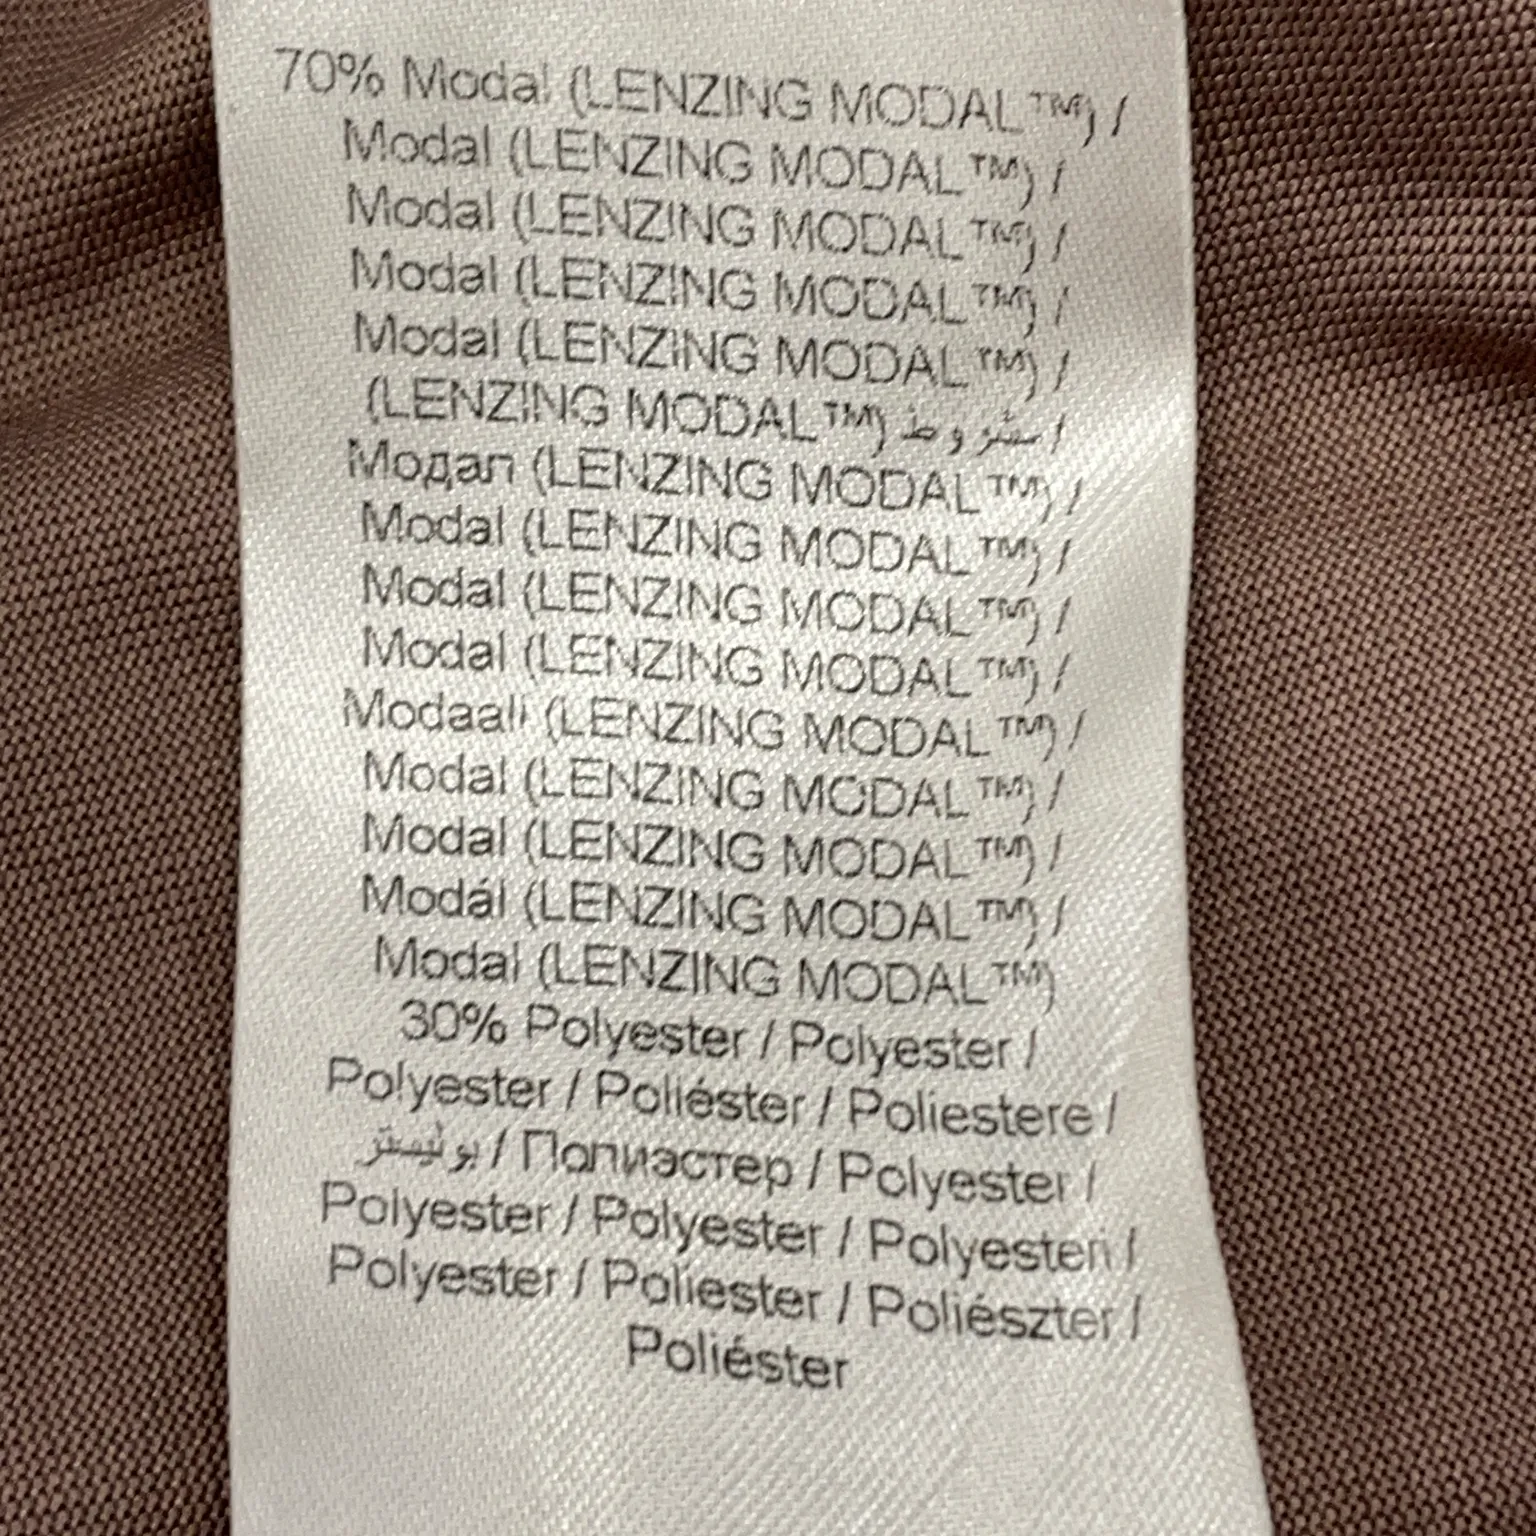 70% Modal (LENZING MODAL™) /
Modal (LENZING MODAL™) /
Modal (LENZING MODAL™) /
Modal (LENZING MODAL™) /
Modal (LENZING MODAL™) /
(LENZING MODAL™) مشروط /
Модал (LENZING MODAL™) /
Modal (LENZING MODAL™) /
Modal (LENZING MODAL™) /
Modal (LENZING MODAL™) /
Modaali (LENZING MODAL™) /
Modal (LENZING MODAL™) /
Modal (LENZING MODAL™) /
Modál (LENZING MODAL™) /
Modal (LENZING MODAL™)
30% Polyester / Polyester /
Polyester / Poliéster / Poliestere /
بوليستر / Полиэстер / Polyester /
Polyester / Polyester / Polyesteri /
Polyester / Poliester / Poliészter /
Poliéster